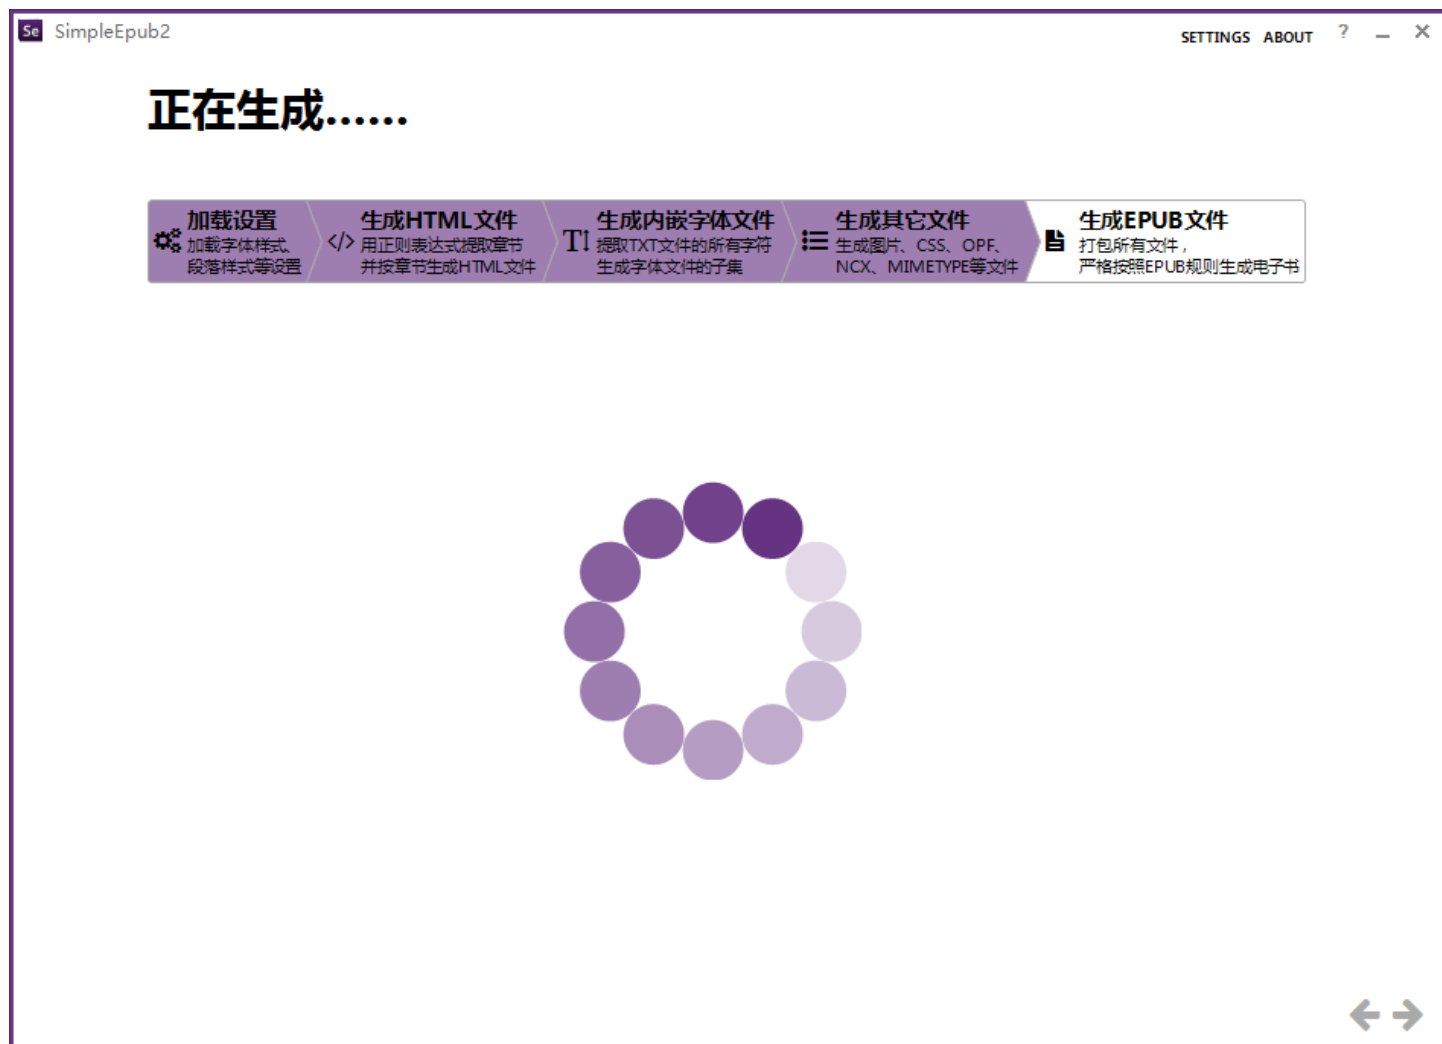 Se SimpleEpub2
SETTINGS ABOUT ?
正在生成......
加载设置
加载字体样式、
段落样式等设置
</>
生成HTML文件
用正则表达式提取章节
并按章节生成HTML文件
生成内嵌字体文件
提取TXT文件的所有字符
生成字体文件的子集
生成其它文件
生成图片、CSS、OPF、
NCX、MIMETYPE等文件
生成EPUB文件
打包所有文件，
严格按照EPUB规则生成电子书